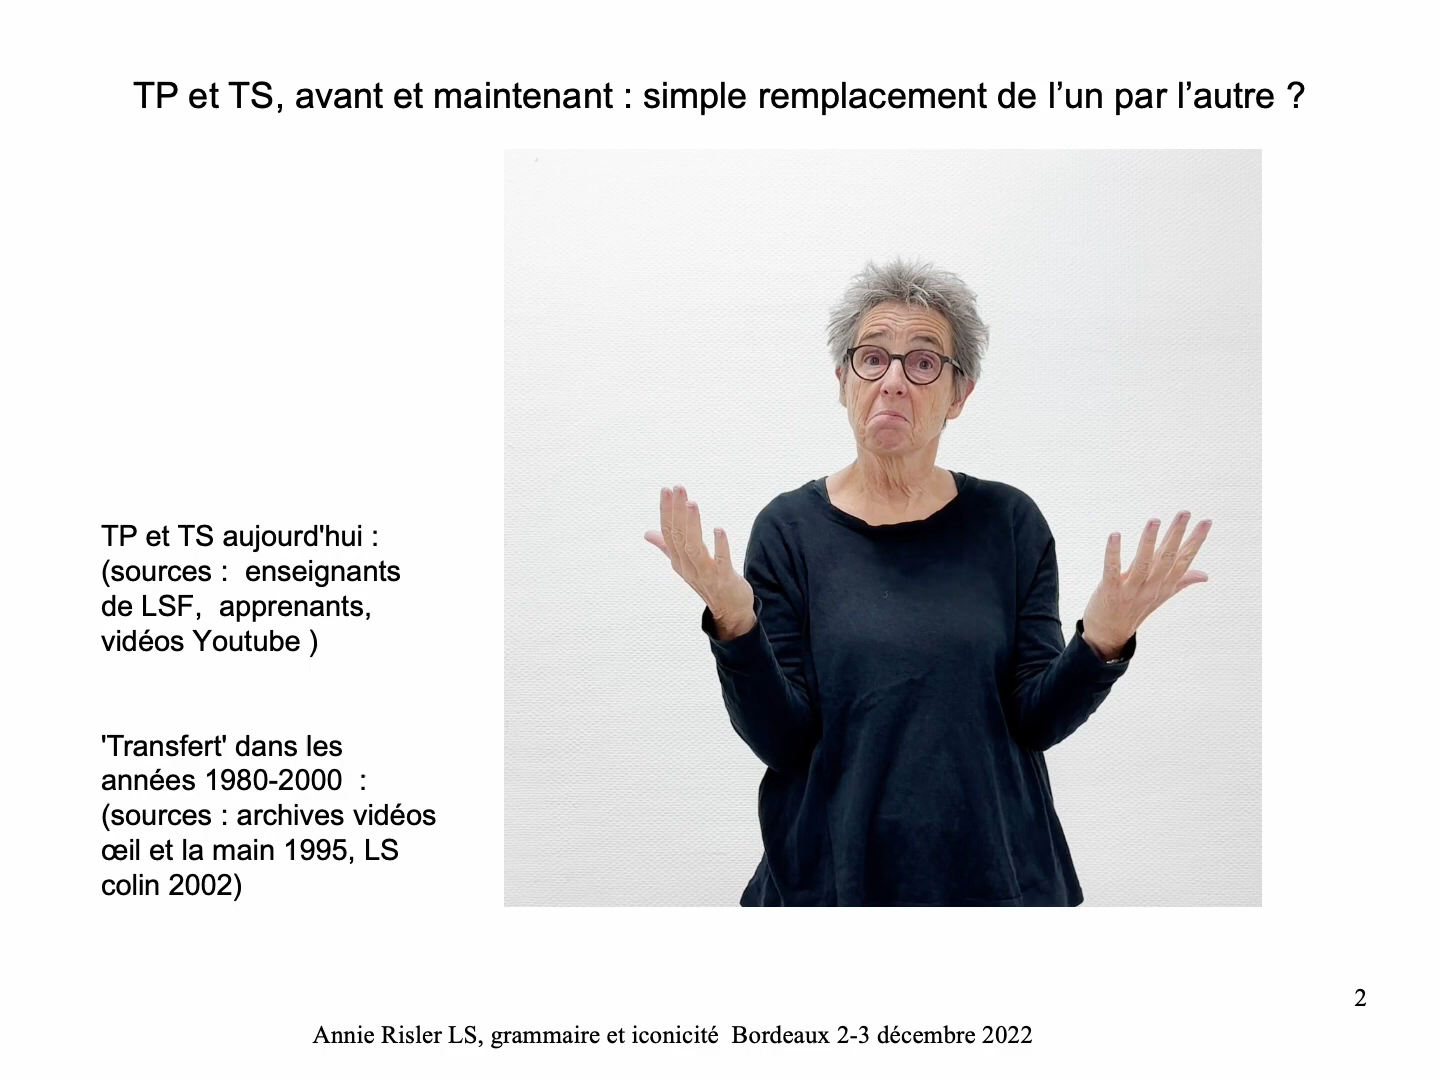 TP et TS, avant et maintenant : simple remplacement de l’un par l’autre ?
TP et TS aujourd'hui :
(sources :  enseignants
de LSF,  apprenants,
vidéos Youtube )
'Transfert' dans les
années 1980-2000  :
(sources : archives vidéos
œil et la main 1995, LS
colin 2002)
2
Annie Risler LS, grammaire et iconicité  Bordeaux 2-3 décembre 2022